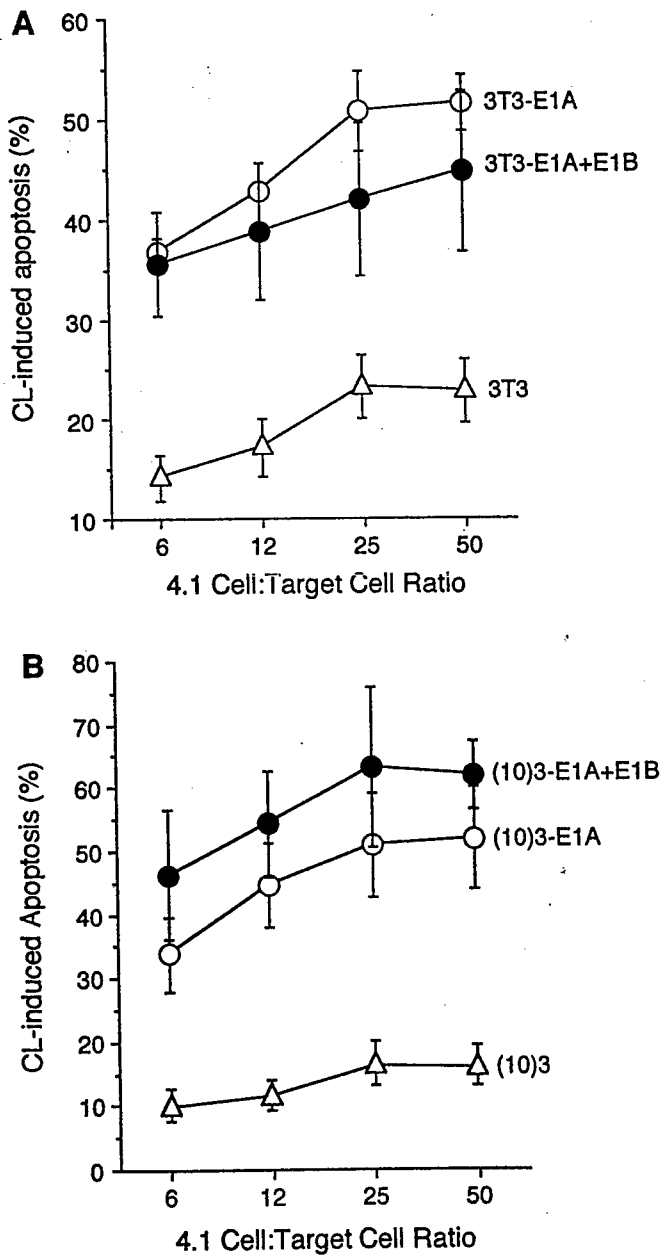 A
60
50
40
30
20
10
CL-induced apoptosis (%)
3T3-E1A
3T3-E1A+E1B
3T3
6 12 25 50
4.1 Cell:Target Cell Ratio
B
80
70
60
50
40
30
20
10
0
CL-induced Apoptosis (%)
(10)3-E1A+E1B
(10)3-E1A
(10)3
6 12 25 50
4.1 Cell:Target Cell Ratio